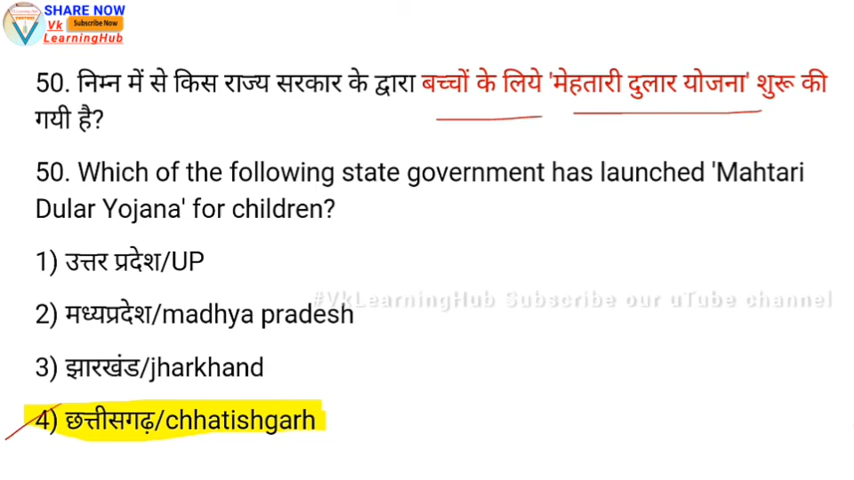 SHARE NOW
Vk Subscribe Now
LearningHub
50. निम्न में से किस राज्य सरकार के द्वारा बच्चों के लिये 'मेहतारी दुलार योजना' शुरू की
गयी है?
50. Which of the following state government has launched 'Mahtari
Dular Yojana' for children?
1) उत्तर प्रदेश/UP
#VkLearningHub Subscribe our uTube channel
2) मध्यप्रदेश/madhya pradesh
3) झारखंड/jharkhand
4) छत्तीसगढ़/chhatishgarh